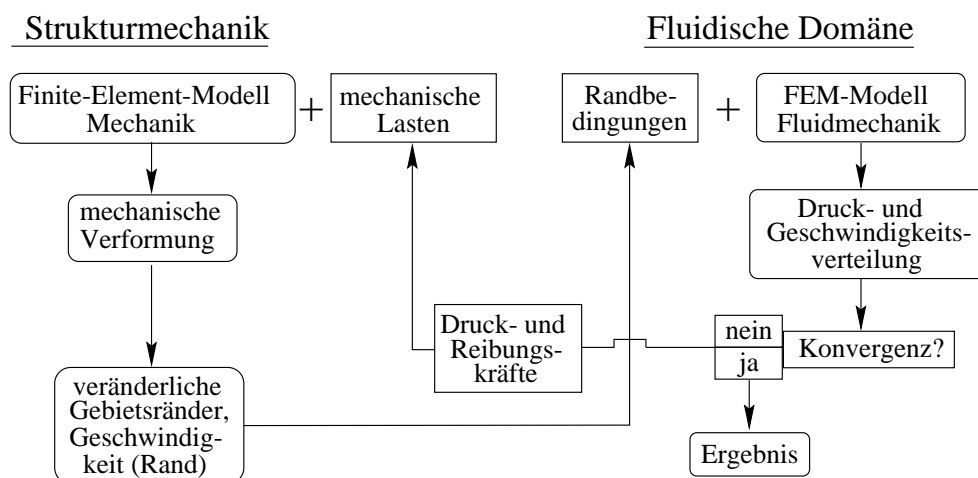 Strukturmechanik
Fluidische Domäne
Finite-Element-Modell
Mechanik
+
mechanische
Lasten
Randbe-
dingungen
+
FEM-Modell
Fluidmechanik
mechanische
Verformung
Druck- und
Geschwindigkeits-
verteilung
Druck- und
Reibungs-
kräfte
nein
ja
Konvergenz?
veränderliche
Gebietsränder,
Geschwindig-
keit (Rand)
Ergebnis